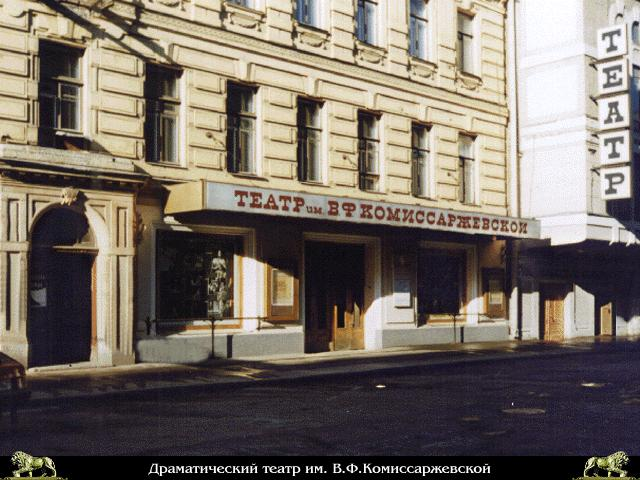 ТЕАТР им. В Ф КОМИССАРЖЕВСКОЙ
ТЕАТР
Драматический театр им. В.Ф.Комиссаржевской